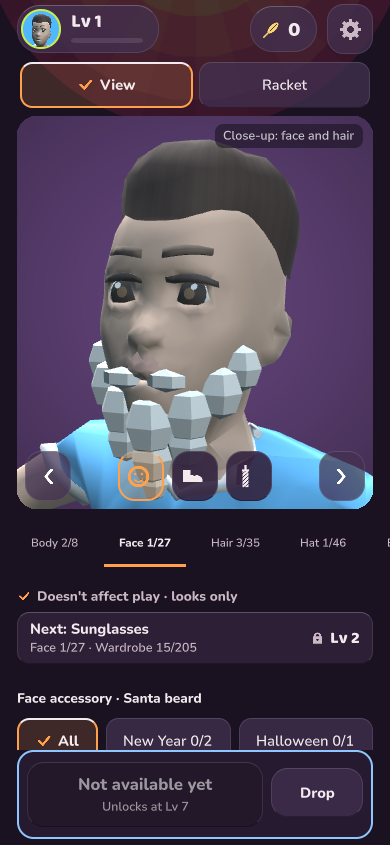 Lv 1
0
View
Racket
Close-up: face and hair
Body 2/8
Face 1/27
Hair 3/35
Hat 1/46
Doesn't affect play · looks only
Next: Sunglasses
Face 1/27 · Wardrobe 15/205
Lv 2
Face accessory · Santa beard
All
New Year 0/2
Halloween 0/1
Not available yet
Unlocks at Lv 7
Drop